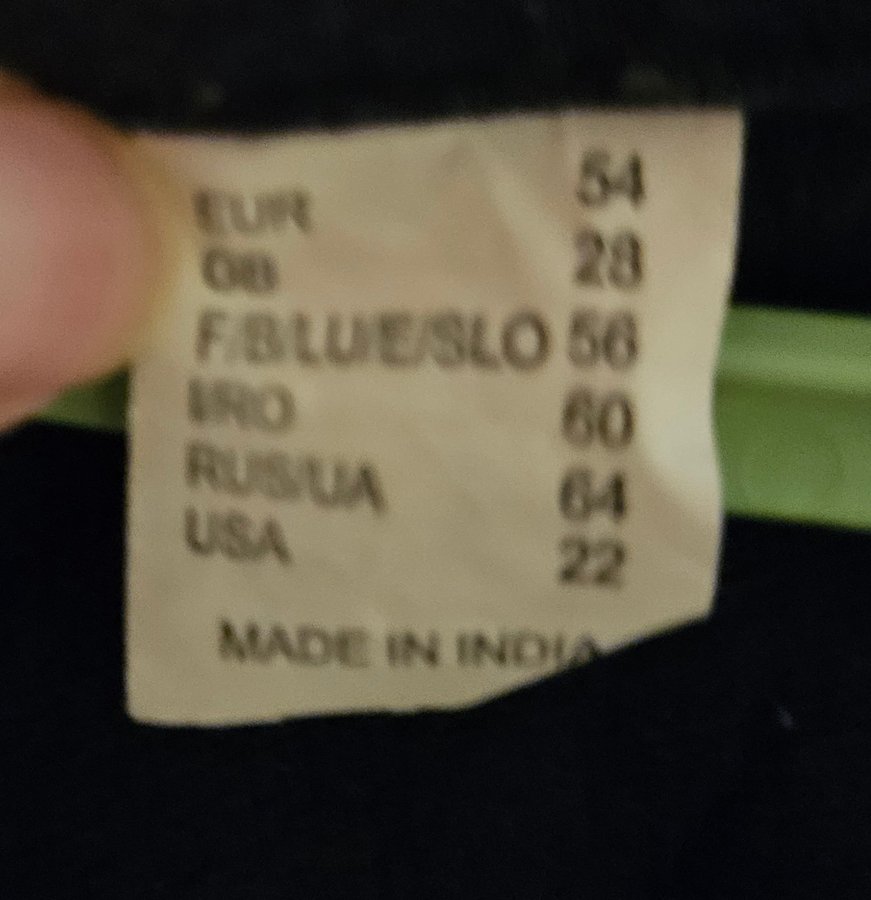 EUR 54
GB 28
F/B/LU/E/SLO 56
I/RO 60
RUS/UA 64
USA 22
MADE IN INDIA